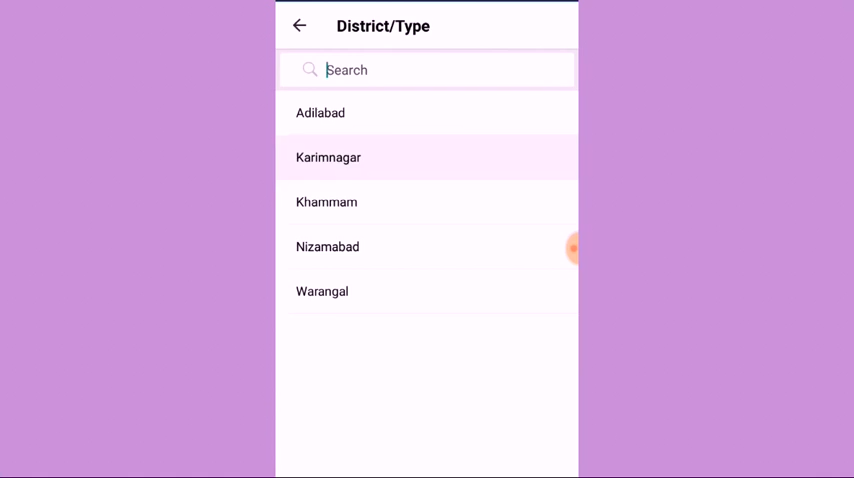 District/Type
Search
Adilabad
Karimnagar
Khammam
Nizamabad
Warangal